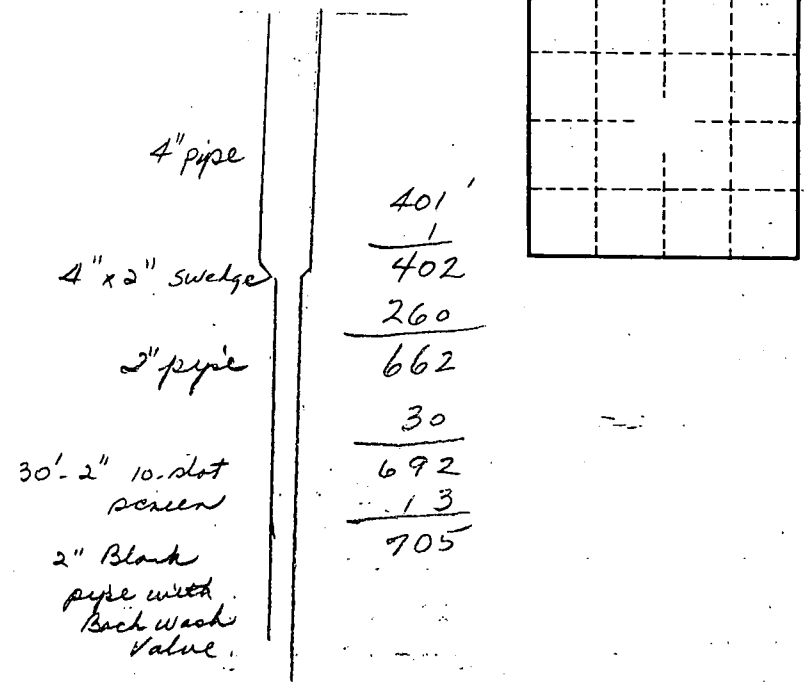 4" pipe
401'
1
402
4" x 2" swedge
260
2" pipe
662
30
30'- 2" 10-slot
screen
692
13
705
2" Blank
pipe with
Back wash
Valve.